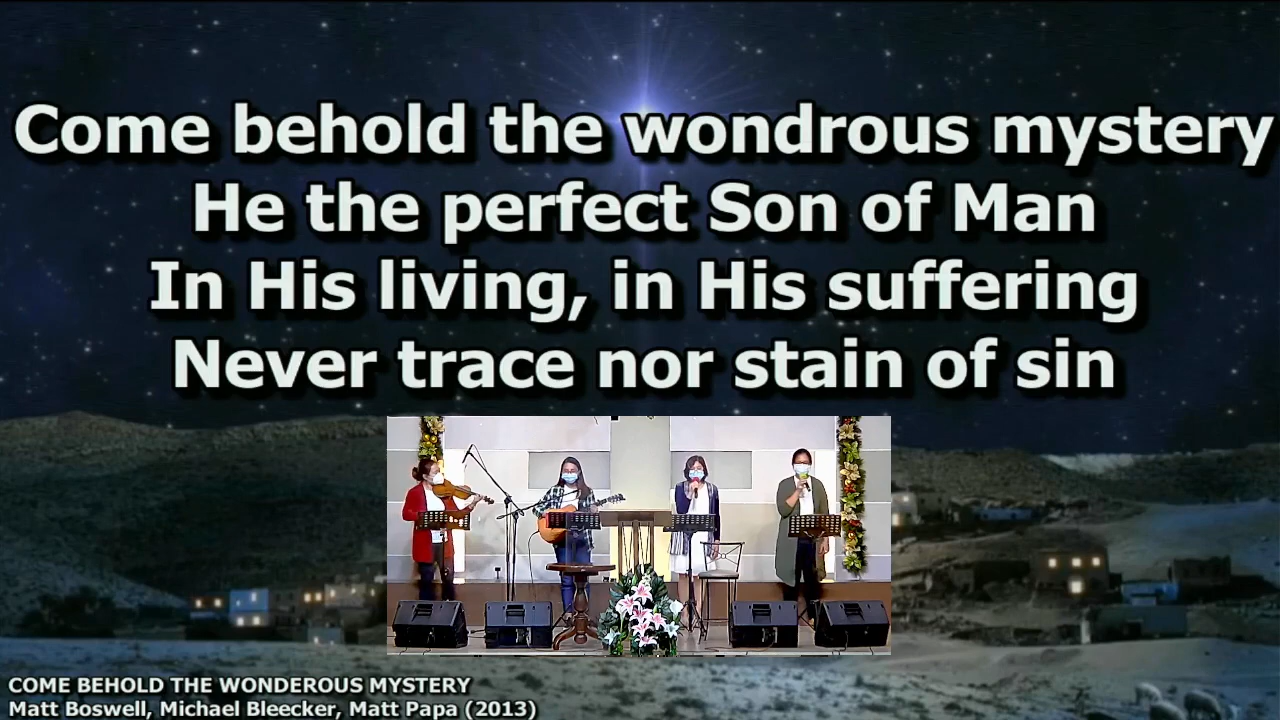 Come behold the wondrous mystery
He the perfect Son of Man
In His living, in His suffering
Never trace nor stain of sin
COME BEHOLD THE WONDEROUS MYSTERY
Matt Boswell, Michael Bleecker, Matt Papa (2013)